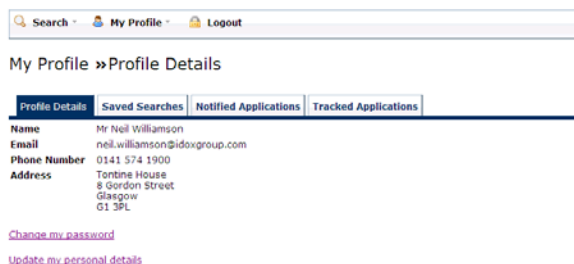 Search My Profile Logout
My Profile »Profile Details
Profile Details Saved Searches Notified Applications Tracked Applications
Name Mr Neil Williamson
Email neil.williamson@idoxgroup.com
Phone Number 0141 574 1900
Address Tontine House
8 Gordon Street
Glasgow
G1 3PL
Change my password
Update my personal details